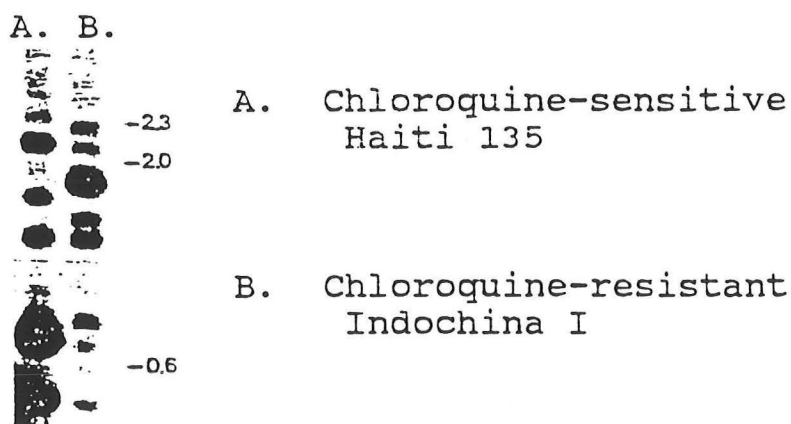 A. B.
-2.3
-2.0
-0.6
A. Chloroquine-sensitive
Haiti 135
B. Chloroquine-resistant
Indochina I